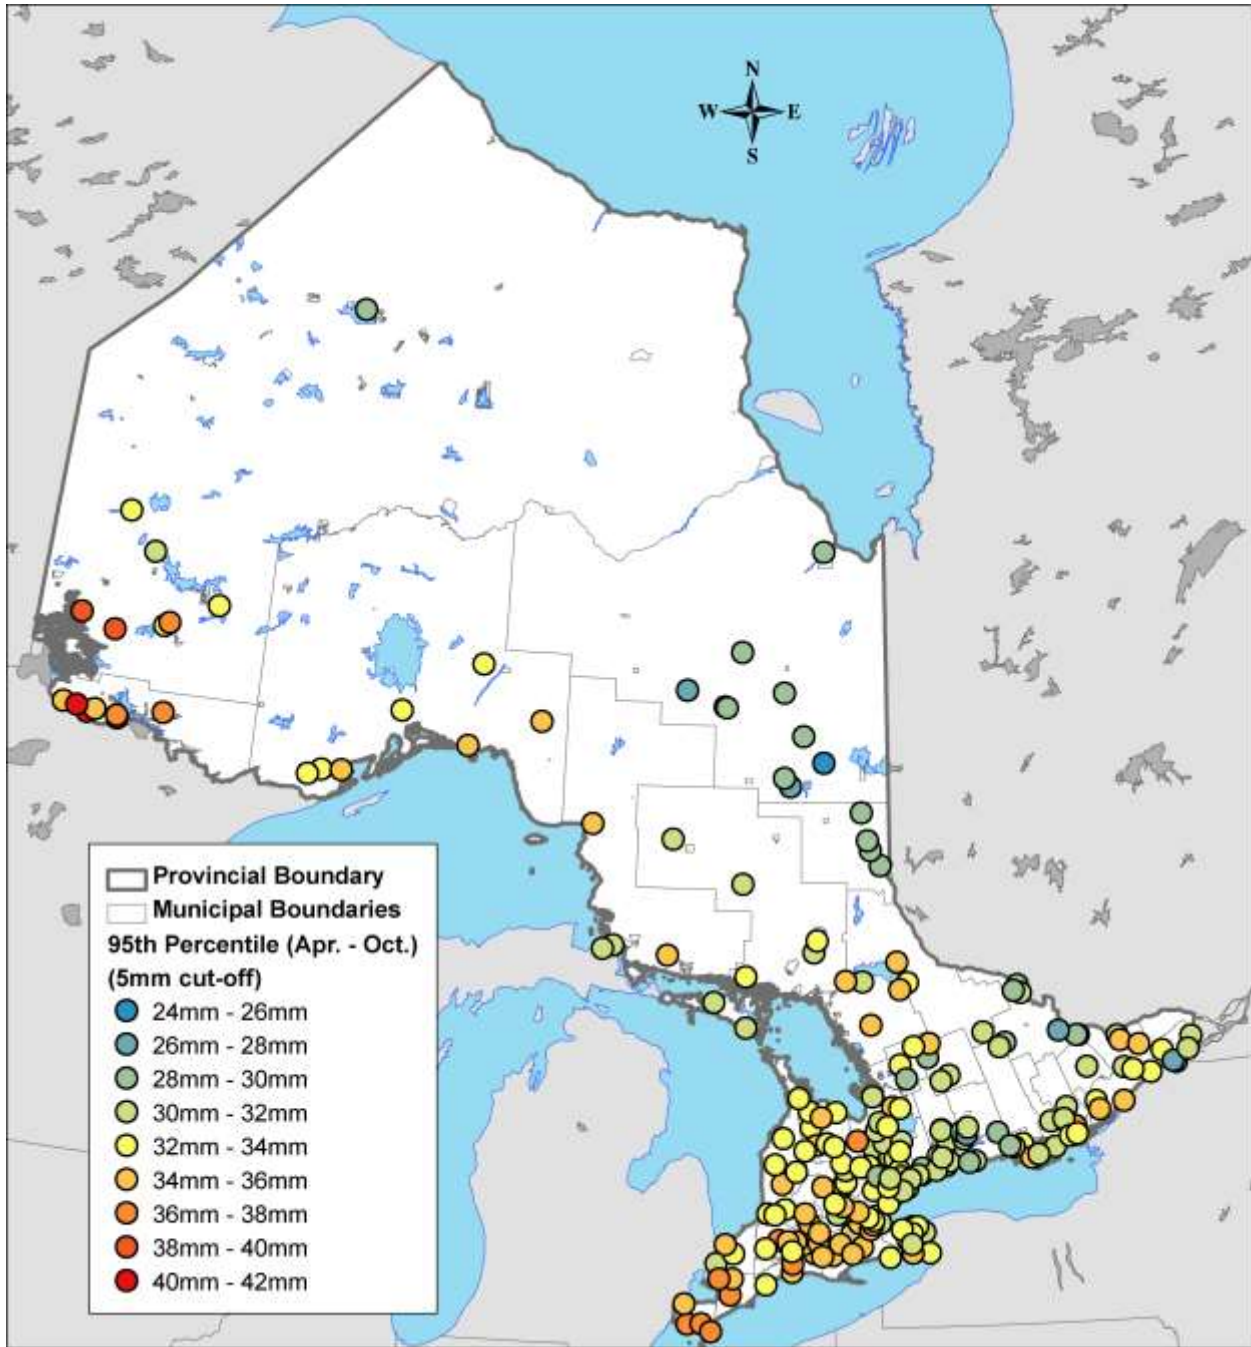 N
W E
S
Provincial Boundary
Municipal Boundaries
95th Percentile (Apr. - Oct.)
(5mm cut-off)
24mm - 26mm
26mm - 28mm
28mm - 30mm
30mm - 32mm
32mm - 34mm
34mm - 36mm
36mm - 38mm
38mm - 40mm
40mm - 42mm